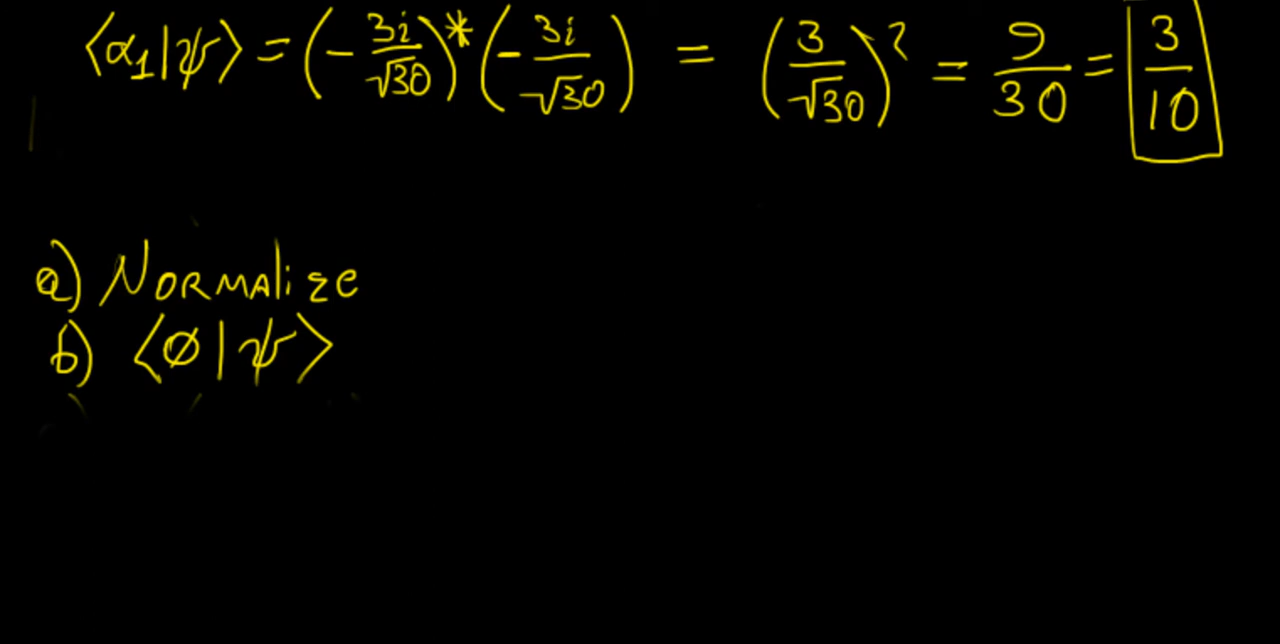 ⟨α₁|ψ⟩ = (- 3i/√30)* (- 3i/√30) = (3/√30)² = 9/30 = 3/10
a) NORMAlize
b) ⟨Ø|ψ⟩